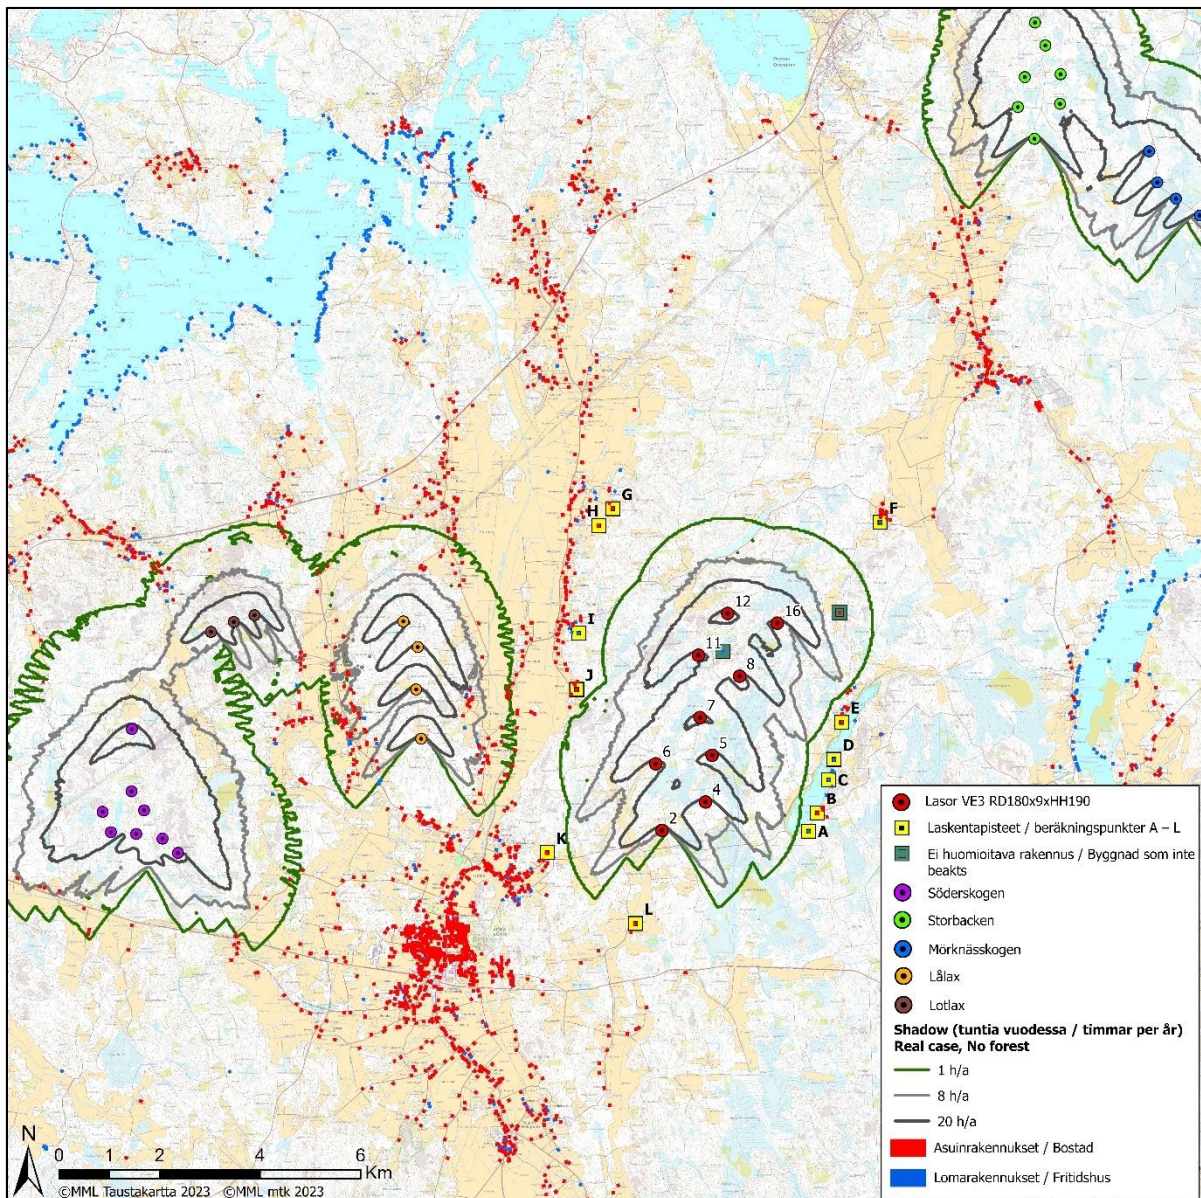 G
H
F
12
16
I
11
8
J
7
E
6
5
D
C
4
B
2
A
K
L
Lasor VE3 RD180x9xHH190
Laskentapisteet / beräkningspunkter A – L
Ei huomioitava rakennus / Byggnad som inte
beakts
Söderskogen
Storbacken
Mörknässkogen
Lålax
Lotlax
Shadow (tuntia vuodessa / timmar per år)
Real case, No forest
1 h/a
8 h/a
20 h/a
Asuinrakennukset / Bostad
Lomarakennukset / Fritidshus
N
0 2 4 6
Km
©MML Taustakartta 2023 ©MML mtk 2023